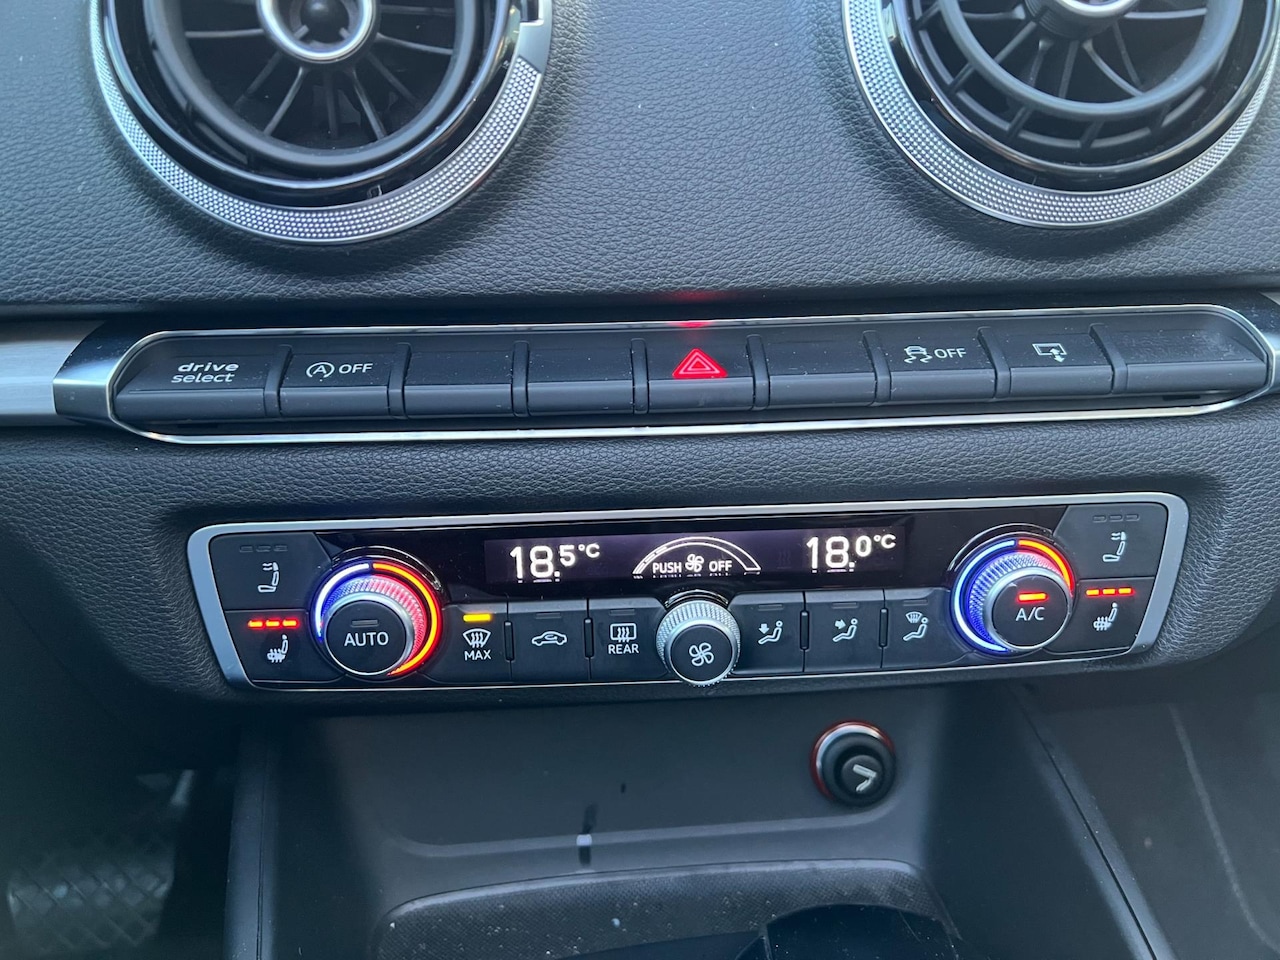 drive
select
OFF
OFF
18.5°C
PUSH OFF
18.0°C
AUTO
MAX
REAR
A/C